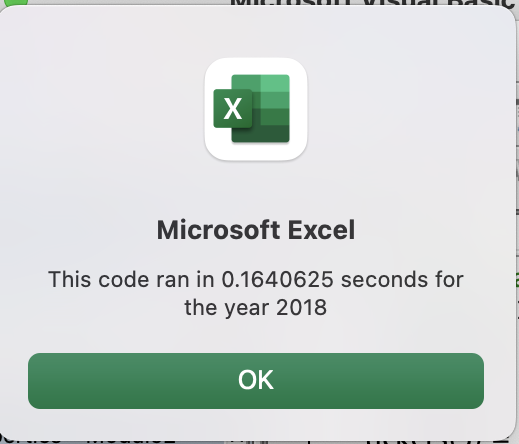 Microsoft Visual Basic
X
Microsoft Excel
This code ran in 0.1640625 seconds for
the year 2018
OK